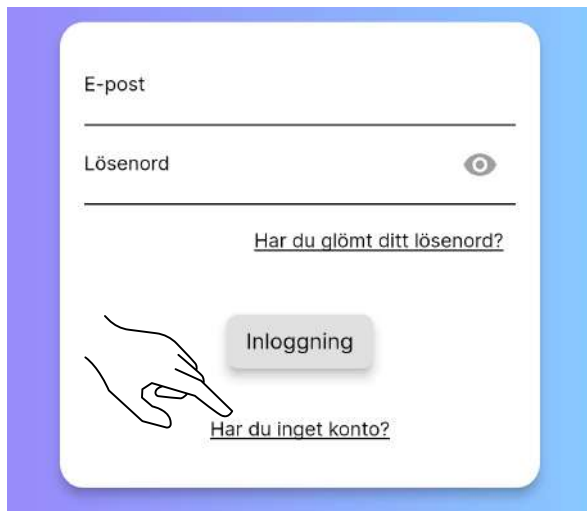 E-post
Lösenord
Har du glömt ditt lösenord?
Inloggning
Har du inget konto?